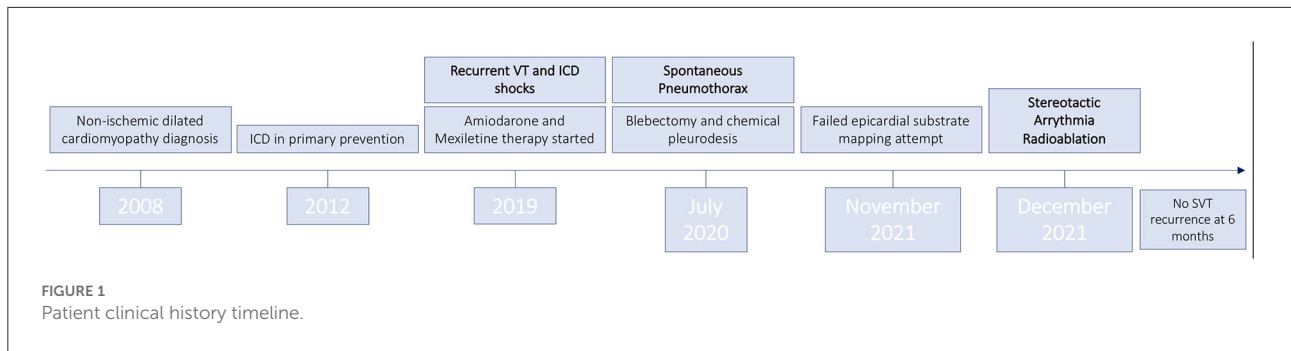 Recurrent VT and ICD
shocks
Spontaneous
Pneumothorax
Stereotactic
Arrythmia
Radioablation
Non-ischemic dilated
cardiomyopathy diagnosis
ICD in primary prevention
Amiodarone and
Mexiletine therapy started
Blebectomy and chemical
pleurodesis
Failed epicardial substrate
mapping attempt
2008
2012
2019
July
2020
November
2021
December
2021
No SVT
recurrence at 6
months
FIGURE 1
Patient clinical history timeline.